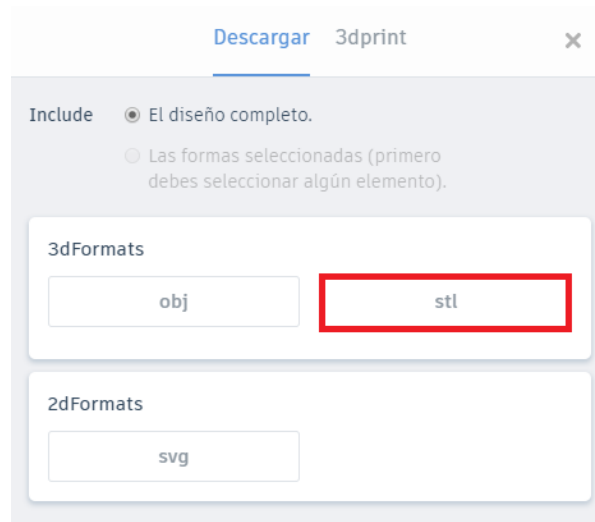 Descargar 3dprint ×
Include El diseño completo.
Las formas seleccionadas (primero
debes seleccionar algún elemento).
3dFormats
obj stl
2dFormats
svg